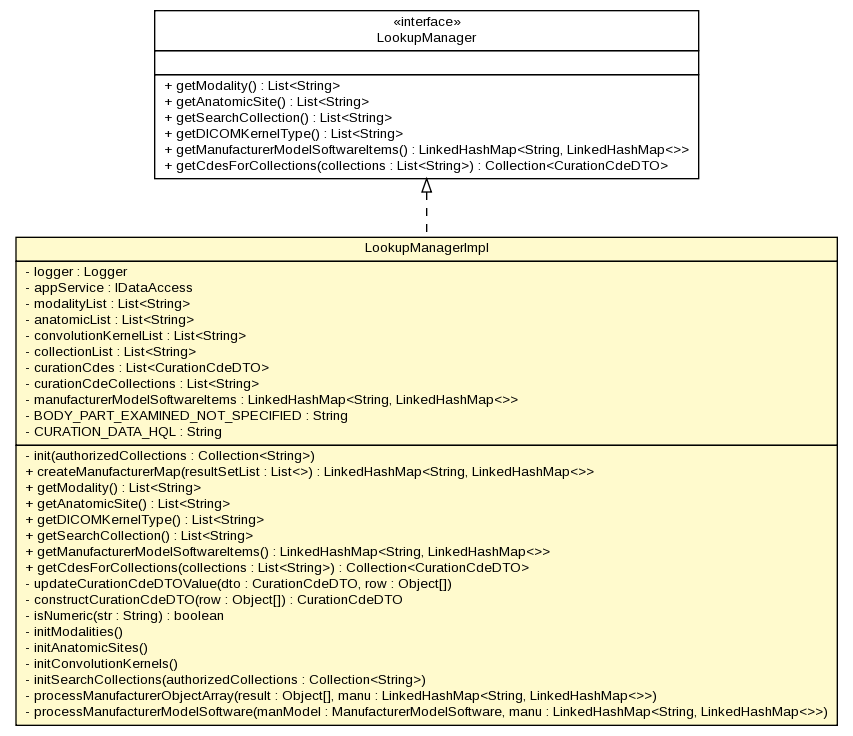 «interface»
LookupManager
+ getModality() : List<String>
+ getAnatomicSite() : List<String>
+ getSearchCollection() : List<String>
+ getDICOMKernelType() : List<String>
+ getManufacturerModelSoftwareItems() : LinkedHashMap<String, LinkedHashMap<>>
+ getCdesForCollections(collections : List<String>) : Collection<CurationCdeDTO>
LookupManagerImpl
- logger : Logger
- appService : IDataAccess
- modalityList : List<String>
- anatomicList : List<String>
- convolutionKernelList : List<String>
- collectionList : List<String>
- curationCdes : List<CurationCdeDTO>
- curationCdeCollections : List<String>
- manufacturerModelSoftwareItems : LinkedHashMap<String, LinkedHashMap<>>
- BODY_PART_EXAMINED_NOT_SPECIFIED : String
- CURATION_DATA_HQL : String
- init(authorizedCollections : Collection<String>)
+ createManufacturerMap(resultSetList : List<>) : LinkedHashMap<String, LinkedHashMap<>>
+ getModality() : List<String>
+ getAnatomicSite() : List<String>
+ getDICOMKernelType() : List<String>
+ getSearchCollection() : List<String>
+ getManufacturerModelSoftwareItems() : LinkedHashMap<String, LinkedHashMap<>>
+ getCdesForCollections(collections : List<String>) : Collection<CurationCdeDTO>
- updateCurationCdeDTOValue(dto : CurationCdeDTO, row : Object[])
- constructCurationCdeDTO(row : Object[]) : CurationCdeDTO
- isNumeric(str : String) : boolean
- initModalities()
- initAnatomicSites()
- initConvolutionKernels()
- initSearchCollections(authorizedCollections : Collection<String>)
- processManufacturerObjectArray(result : Object[], manu : LinkedHashMap<String, LinkedHashMap<>>)
- processManufacturerModelSoftware(manModel : ManufacturerModelSoftware, manu : LinkedHashMap<String, LinkedHashMap<>>)